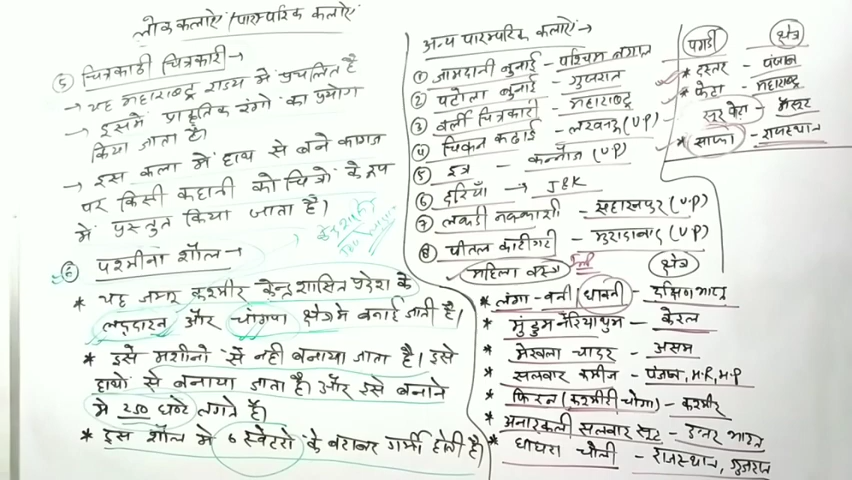 लोक कलाऐं/पारम्परिक कलाऐं
⑤ चित्रकाठी चित्रकारी→
→ यह महाराष्ट्र राज्य में प्रचलित है
→ इसमें प्राकृतिक रंगो का प्रयोग
किया जाता है।
→ इस कला में हाथ से बने कागज
पर किसी कहानी को चित्रो के रूप
में प्रस्तुत किया जाता है।
⑥ पश्मीना शॉल→
* यह जम्मू कश्मीर केन्द्र शासित प्रदेश के
और चांगपा क्षेत्र में बनाई जाती है।
* इसे मशीनो से नही बनाया जाता है। इसे
हाथो से बनाया जाता है। और इसे बनाने
मे 250 घण्टे लगते है।
* इस शॉल मे 6 स्वेटरो के बराबर गर्मी होती है।
अन्य पारम्परिक कलाऐं→
① जामदानी बुनाई - पश्चिम बंगाल
② पटोला बुनाई - गुजरात
③ वर्ली चित्रकारी - महाराष्ट्र
④ चिकन कढाई - लखनऊ (U.P)
⑤ इत्र - कन्नौज (U.P)
⑥ दरियाँ → J&K
⑦ लकडी नक्काशी - सहारनपुर (U.P)
⑧ पीतल कारीगरी - मुरादाबाद (U.P)
महिला वस्त्र Imp क्षेत्र
* लंगा - वनी (धावनी) - दक्षिण भारत
* मुंडुम नेरियाथुम - केरल
* मेखला चादर - असम
* सलवार कमीज - पंजाब, H.R, H.P
* फिरन (कश्मीरी चोगा) - कश्मीर
* अनारकली सलवार सूट - उत्तर भारत
* घाघरा चोली - राजस्थान, गुजरात
पगडी क्षेत्र
* दस्तर - पंजाब
* फेटा - महाराष्ट्र
मैसूर पेटा - मैसूर
* साफा - राजस्थान